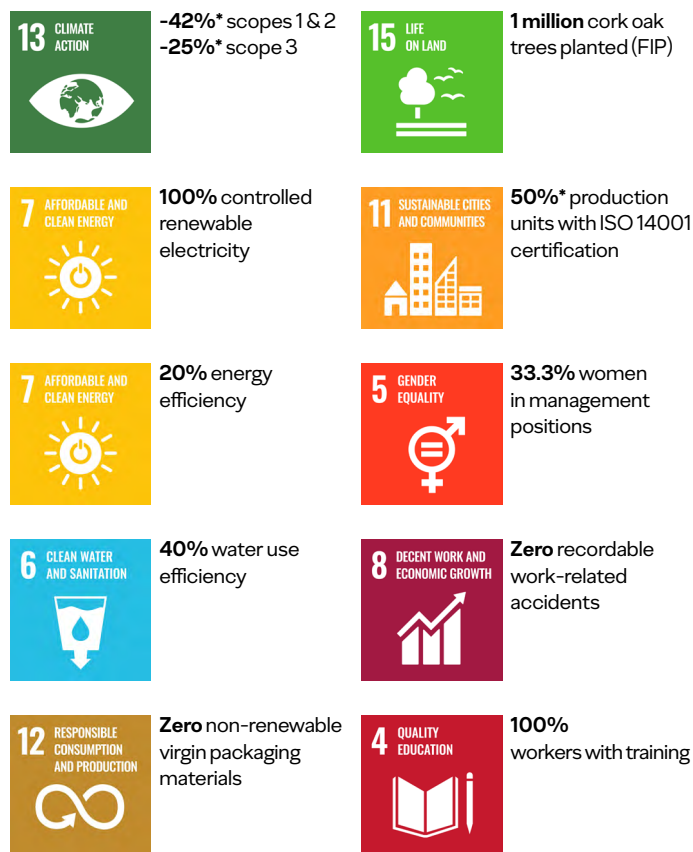 13 CLIMATE
ACTION
-42%* scopes 1 & 2
-25%* scope 3
15 LIFE
ON LAND
1 million cork oak
trees planted (FIP)
7 AFFORDABLE AND
CLEAN ENERGY
100% controlled
renewable
electricity
11 SUSTAINABLE CITIES
AND COMMUNITIES
50%* production
units with ISO 14001
certification
7 AFFORDABLE AND
CLEAN ENERGY
20% energy
efficiency
5 GENDER
EQUALITY
33.3% women
in management
positions
6 CLEAN WATER
AND SANITATION
40% water use
efficiency
8 DECENT WORK AND
ECONOMIC GROWTH
Zero recordable
work-related
accidents
12 RESPONSIBLE
CONSUMPTION
AND PRODUCTION
Zero non-renewable
virgin packaging
materials
4 QUALITY
EDUCATION
100%
workers with training